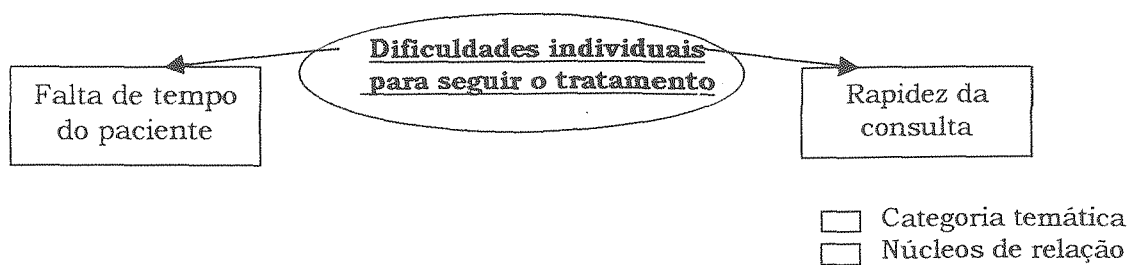 Dificuldades individuais
para seguir o tratamento
Falta de tempo
do paciente
Rapidez da
consulta
Categoria temática
Núcleos de relação